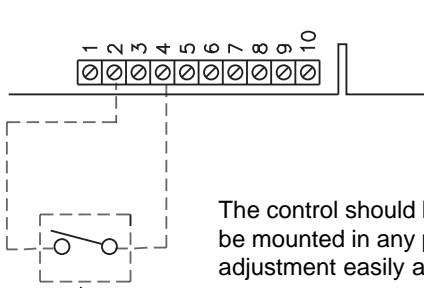 1 2 3 4 5 6 7 8 9 10
The control should
be mounted in any
adjustment easily